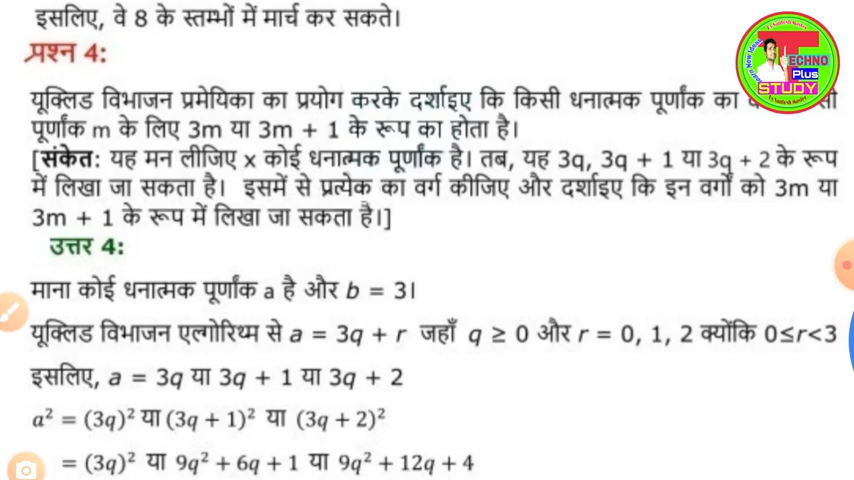 इसलिए, वे 8 के स्तम्भों में मार्च कर सकते।
प्रश्न 4:
यूक्लिड विभाजन प्रमेयिका का प्रयोग करके दर्शाइए कि किसी धनात्मक पूर्णांक का
पूर्णांक m के लिए 3m या 3m + 1 के रूप का होता है।
[संकेत: यह मन लीजिए x कोई धनात्मक पूर्णांक है। तब, यह 3q, 3q + 1 या 3q + 2 के रूप
में लिखा जा सकता है। इसमें से प्रत्येक का वर्ग कीजिए और दर्शाइए कि इन वर्गों को 3m या
3m + 1 के रूप में लिखा जा सकता है।]
उत्तर 4:
माना कोई धनात्मक पूर्णांक a है और b = 3।
यूक्लिड विभाजन एल्गोरिथ्म से a = 3q + r जहाँ q ≥ 0 और r = 0, 1, 2 क्योंकि 0≤r<3
इसलिए, a = 3q या 3q + 1 या 3q + 2
a² = (3q)² या (3q + 1)² या (3q + 2)²
= (3q)² या 9q² + 6q + 1 या 9q² + 12q + 4
TECHNO
Plus
STUDY